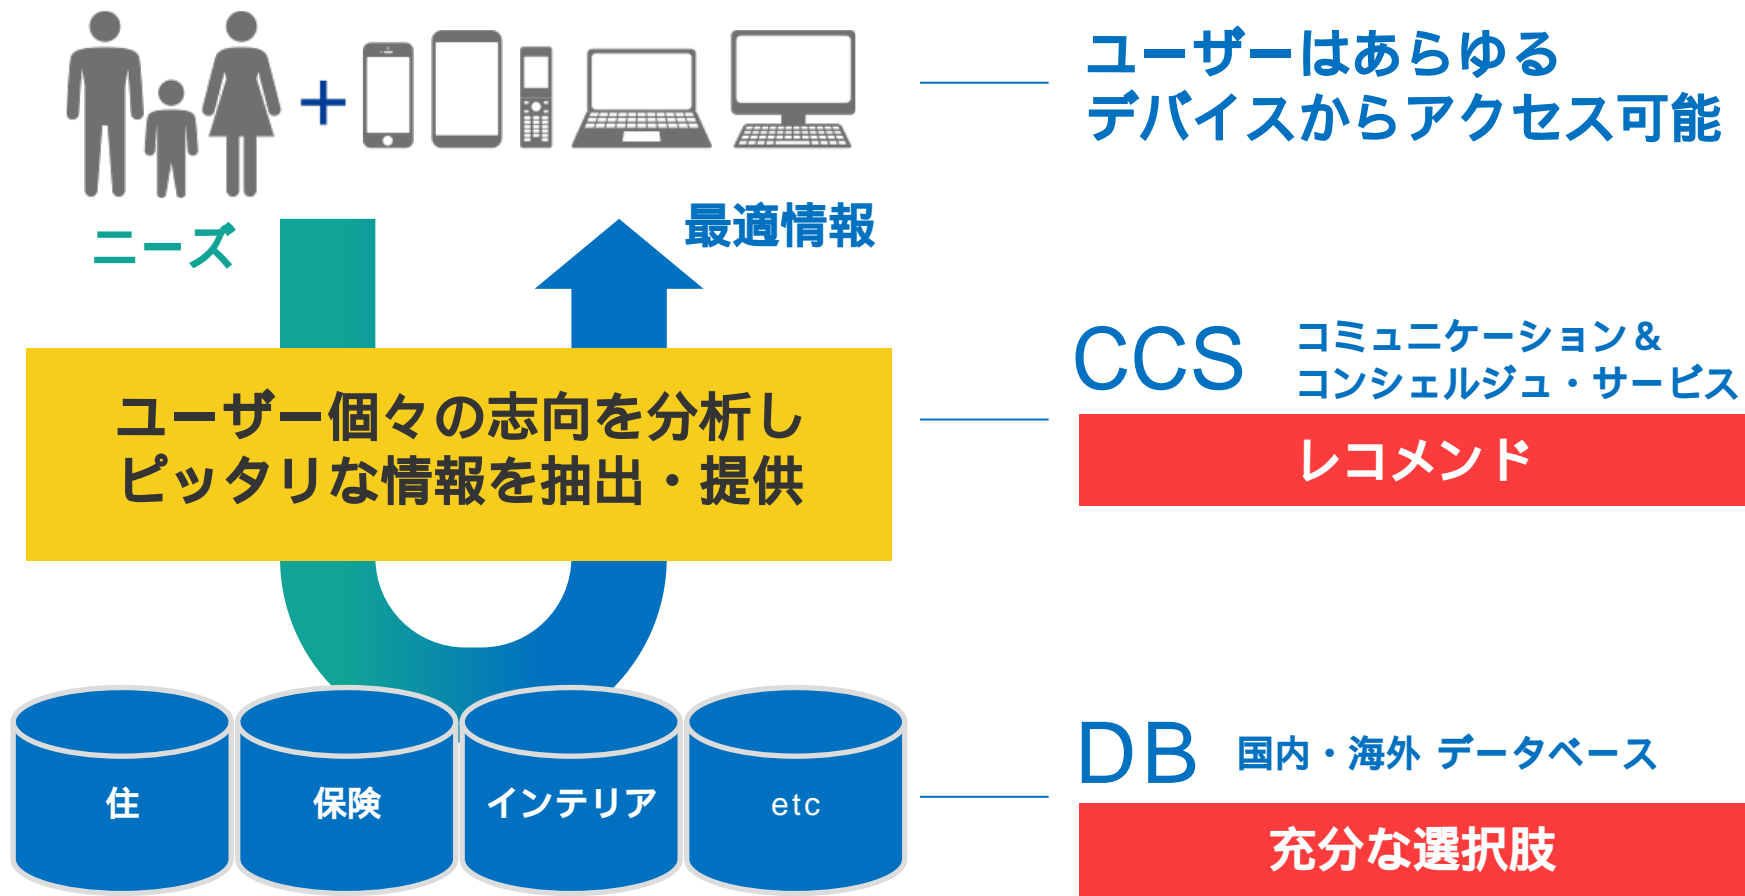 ユーザーはあらゆる
デバイスからアクセス可能
ニーズ
最適情報
ユーザー個々の志向を分析し
ピッタリな情報を抽出・提供
CCS
コミュニケーション＆
コンシェルジュ・サービス
レコメンド
住
保険
インテリア
etc
DB
国内・海外 データベース
充分な選択肢